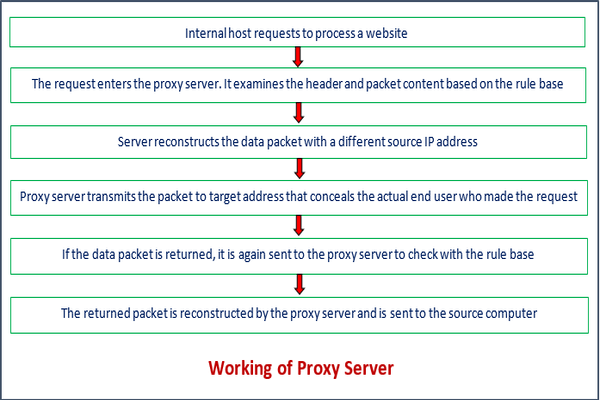 Internal host requests to process a website
The request enters the proxy server. It examines the header and packet content based on the rule base
Server reconstructs the data packet with a different source IP address
Proxy server transmits the packet to target address that conceals the actual end user who made the request
If the data packet is returned, it is again sent to the proxy server to check with the rule base
The returned packet is reconstructed by the proxy server and is sent to the source computer
Working of Proxy Server